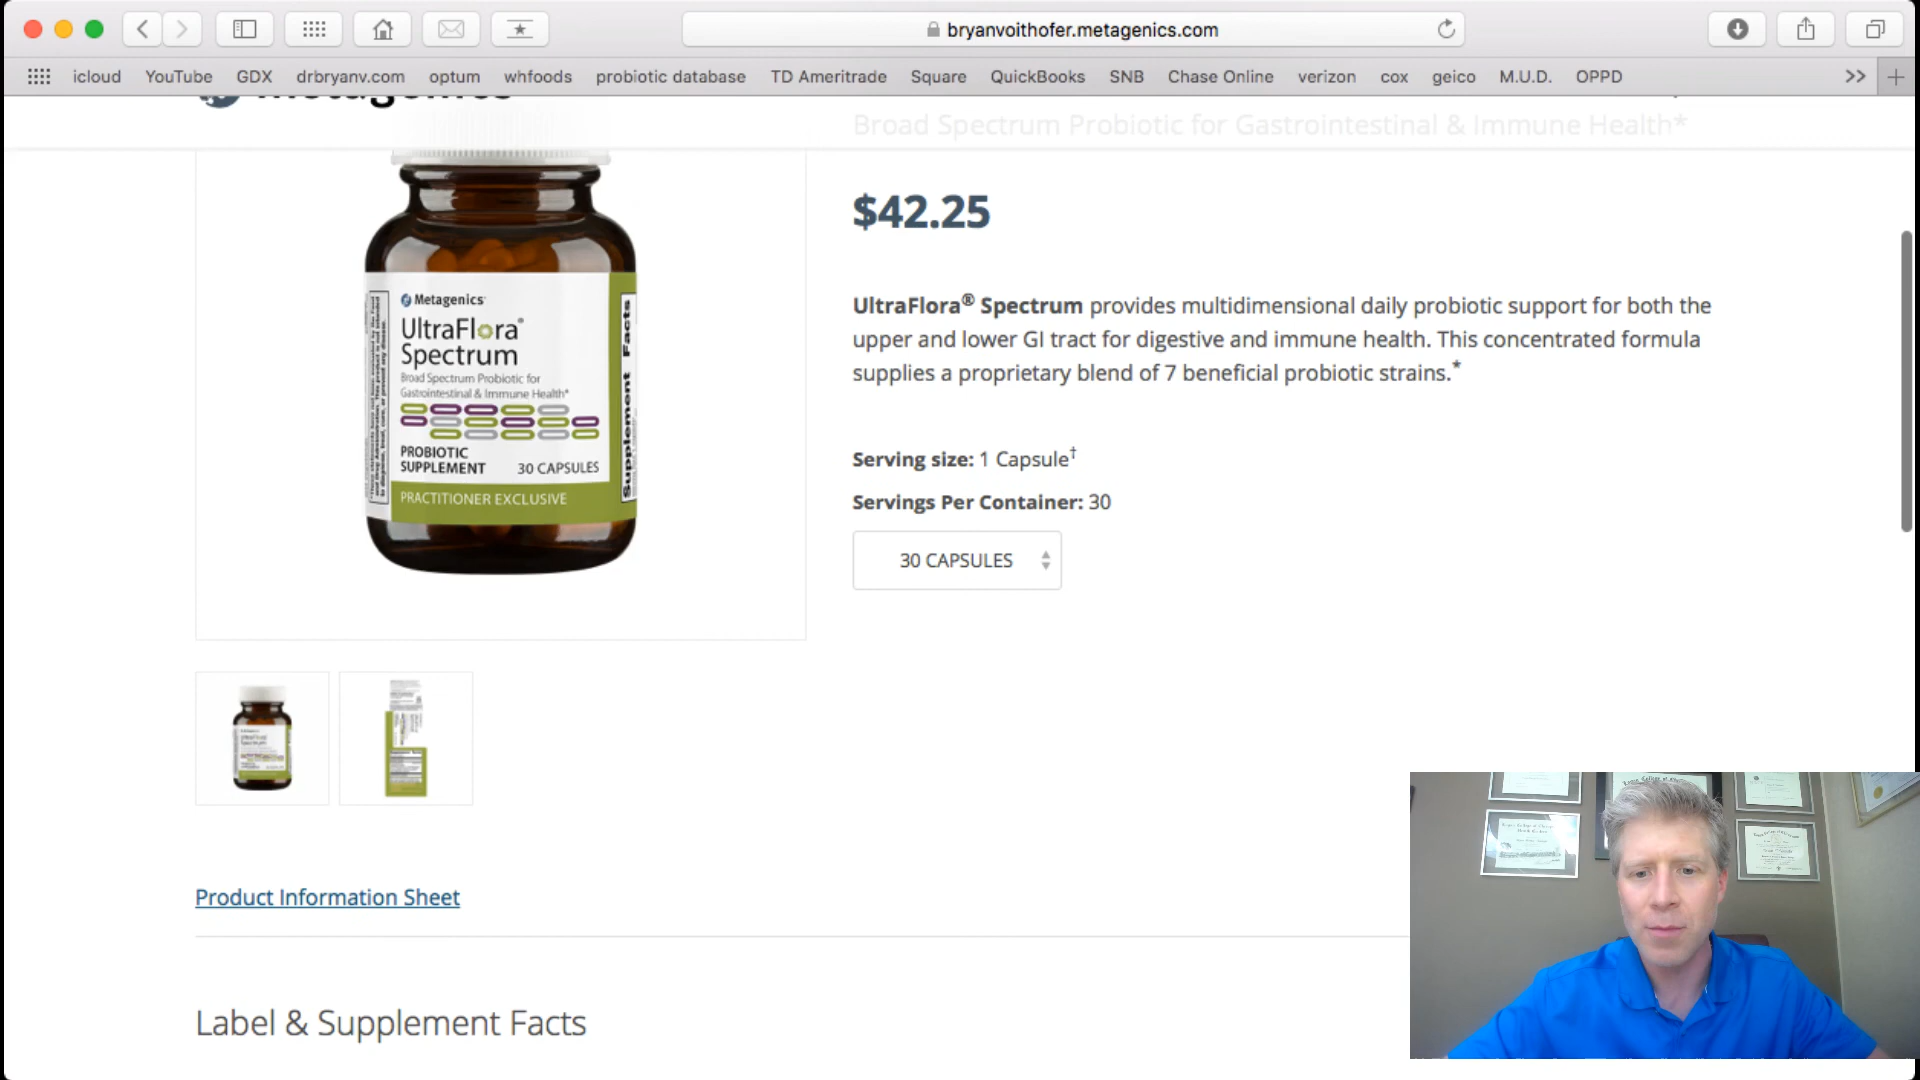 bryanvoithofer.metagenics.com
icloud YouTube GDX drbryanv.com optum whfoods probiotic database TD Ameritrade Square QuickBooks SNB Chase Online verizon cox geico M.U.D. OPPD
Metagenics
Broad Spectrum Probiotic for Gastrointestinal & Immune Health*
$42.25
UltraFlora® Spectrum provides multidimensional daily probiotic support for both the
upper and lower GI tract for digestive and immune health. This concentrated formula
supplies a proprietary blend of 7 beneficial probiotic strains.*
Serving size: 1 Capsule†
Servings Per Container: 30
30 CAPSULES
Metagenics
UltraFlora®
Spectrum
Broad Spectrum Probiotic for
Gastrointestinal & Immune Health*
PROBIOTIC
SUPPLEMENT 30 CAPSULES
PRACTITIONER EXCLUSIVE
Supplement Facts
Product Information Sheet
Label & Supplement Facts